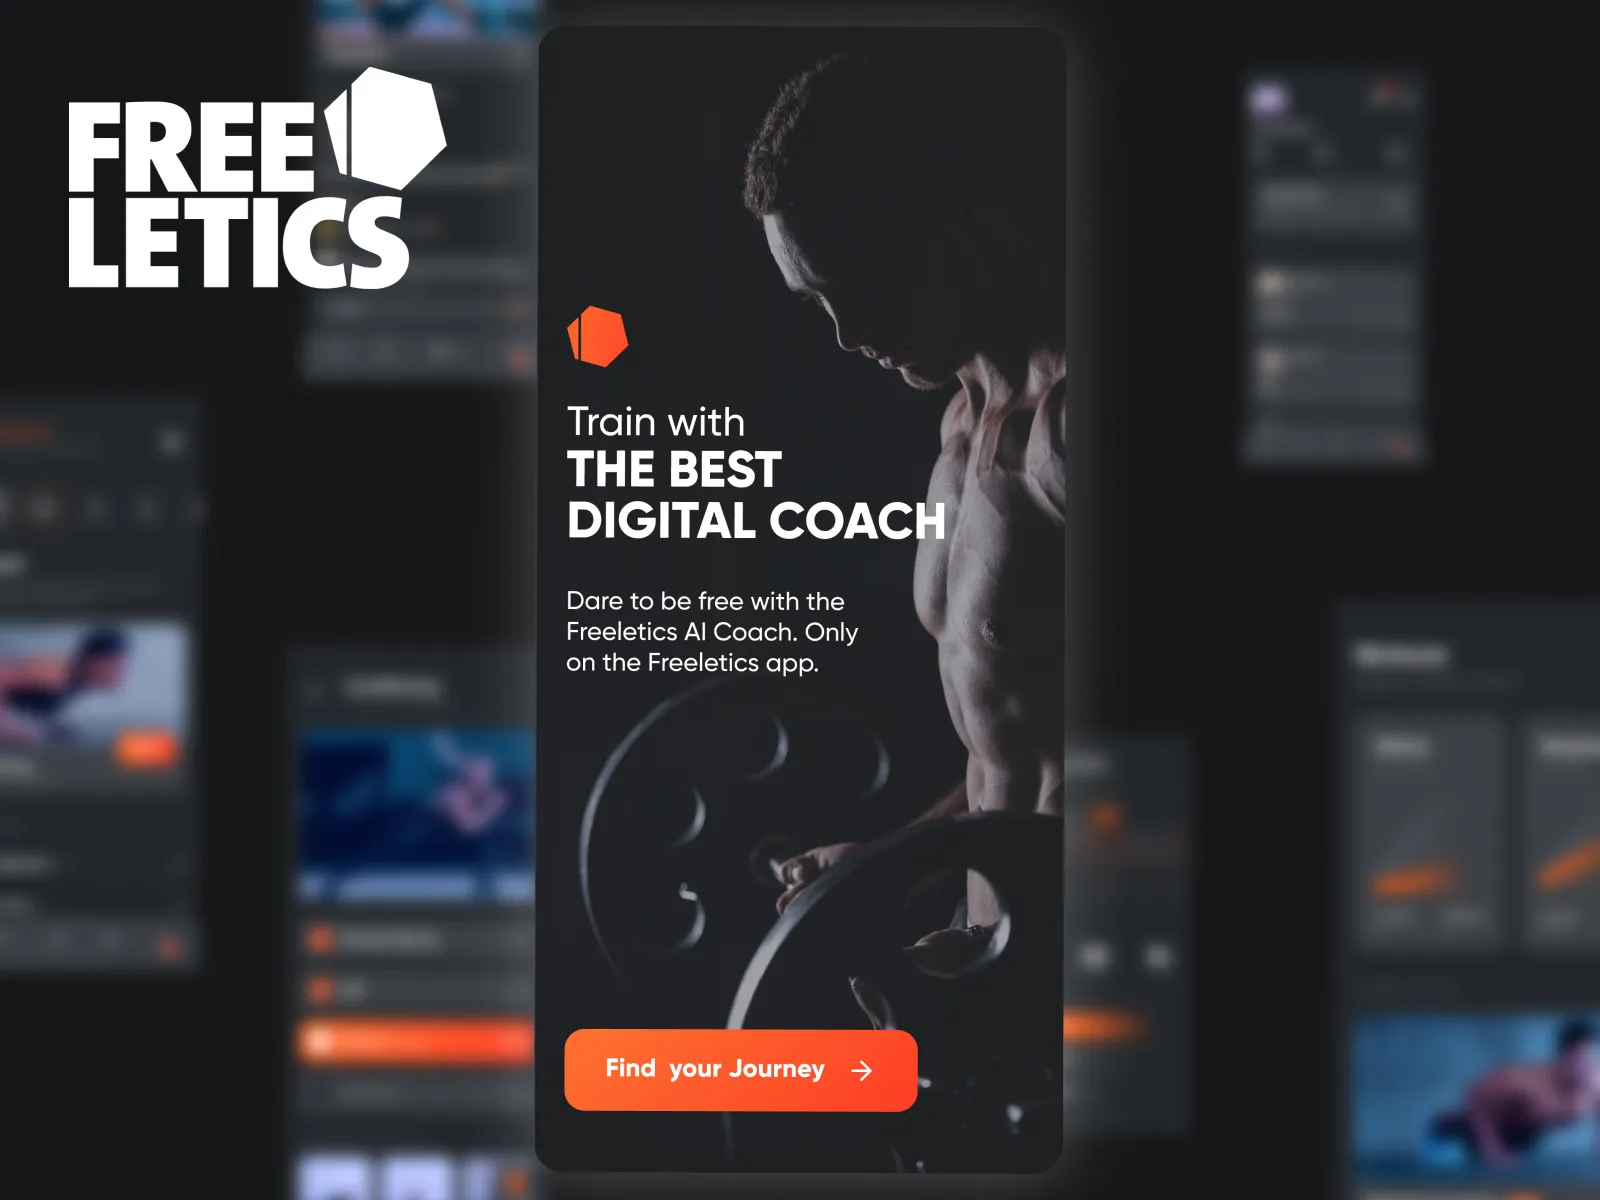 FREE
LETICS
Train with
THE BEST
DIGITAL COACH
Dare to be free with the
Freeletics AI Coach. Only
on the Freeletics app.
Find your Journey